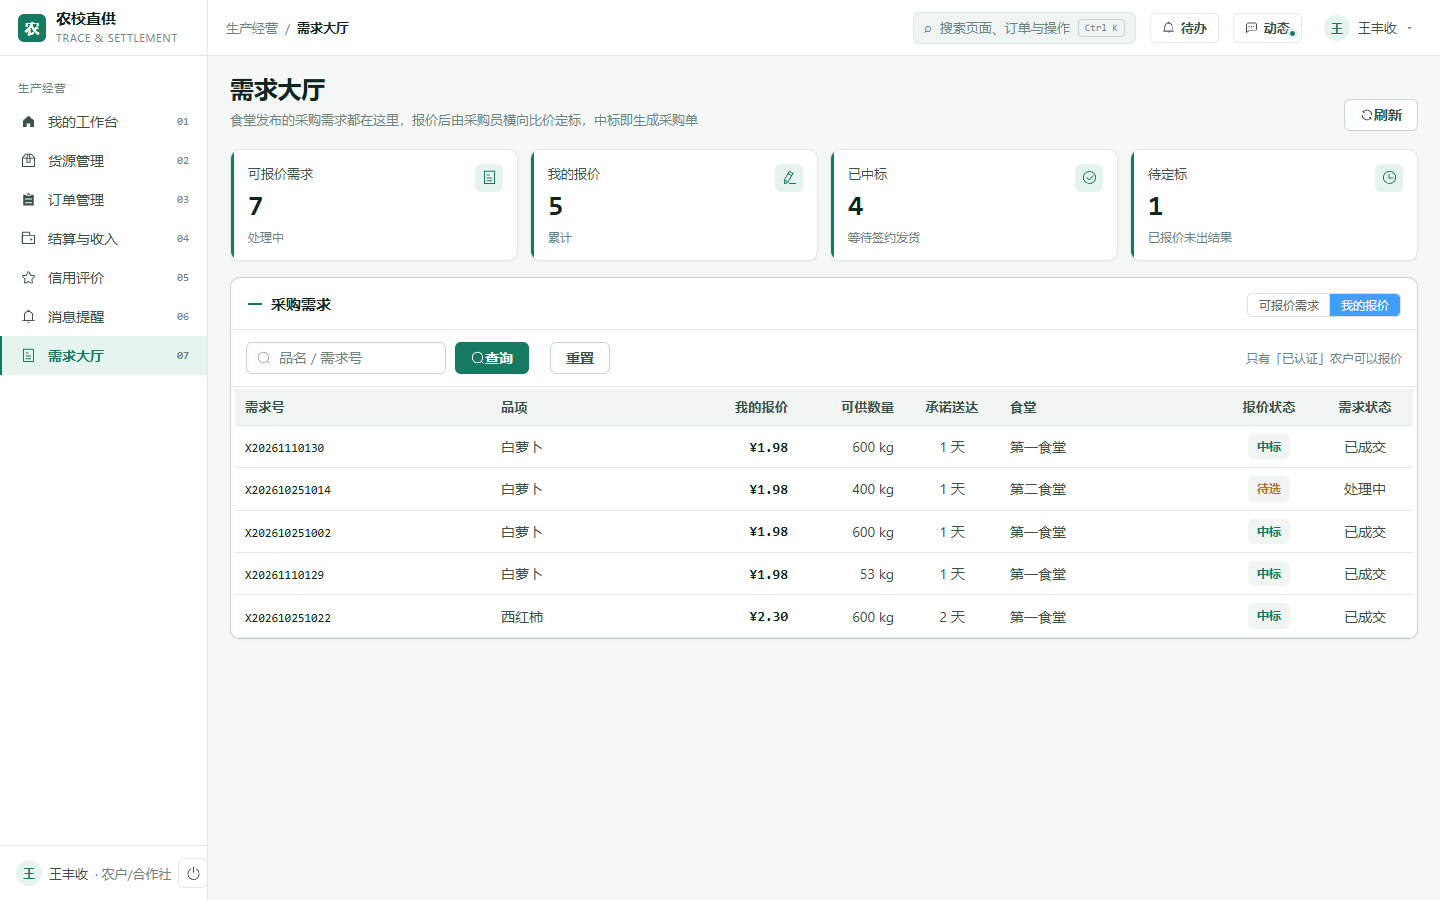 农
农校直供
TRACE & SETTLEMENT
生产经营 / 需求大厅
搜索页面、订单与操作 Ctrl K
待办
动态
王 王丰收
生产经营
我的工作台 01
货源管理 02
订单管理 03
结算与收入 04
信用评价 05
消息提醒 06
需求大厅 07
需求大厅
食堂发布的采购需求都在这里，报价后由采购员横向比价定标，中标即生成采购单
刷新
可报价需求
7
处理中
我的报价
5
累计
已中标
4
等待签约发货
待定标
1
已报价未出结果
采购需求
可报价需求 我的报价
品名 / 需求号 查询 重置 只有「已认证」农户可以报价
需求号 品项 我的报价 可供数量 承诺送达 食堂 报价状态 需求状态
X20261110130 白萝卜 ¥1.98 600 kg 1 天 第一食堂 中标 已成交
X202610251014 白萝卜 ¥1.98 400 kg 1 天 第二食堂 待选 处理中
X202610251002 白萝卜 ¥1.98 600 kg 1 天 第一食堂 中标 已成交
X20261110129 白萝卜 ¥1.98 53 kg 1 天 第一食堂 中标 已成交
X202610251022 西红柿 ¥2.30 600 kg 2 天 第一食堂 中标 已成交
王 王丰收 · 农户/合作社